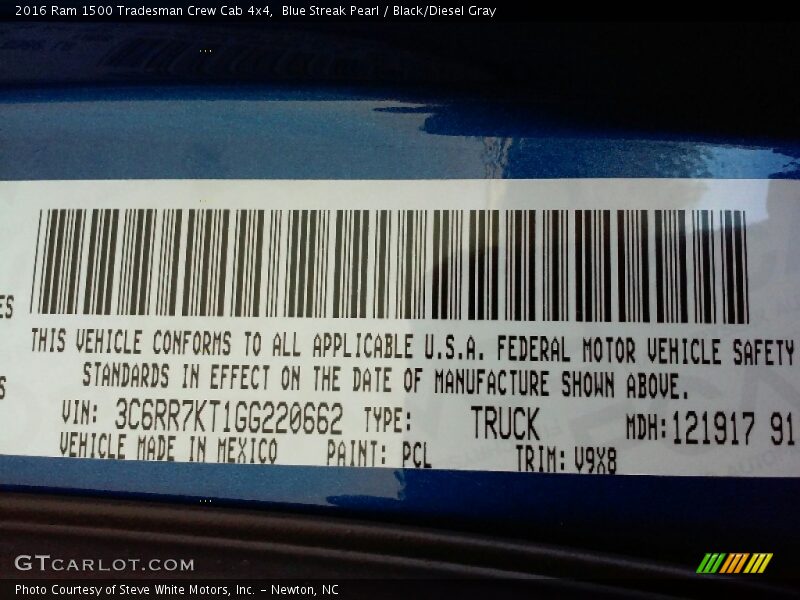 2016 Ram 1500 Tradesman Crew Cab 4x4,  Blue Streak Pearl / Black/Diesel Gray
ES
THIS VEHICLE CONFORMS TO ALL APPLICABLE U.S.A. FEDERAL MOTOR VEHICLE SAFETY
S
STANDARDS IN EFFECT ON THE DATE OF MANUFACTURE SHOWN ABOVE.
VIN: 3C6RR7KT1GG220662 TYPE: TRUCK MDH:121917 91
VEHICLE MADE IN MEXICO PAINT: PCL TRIM: V9X8
GTCARLOT.COM
Photo Courtesy of Steve White Motors, Inc. – Newton, NC